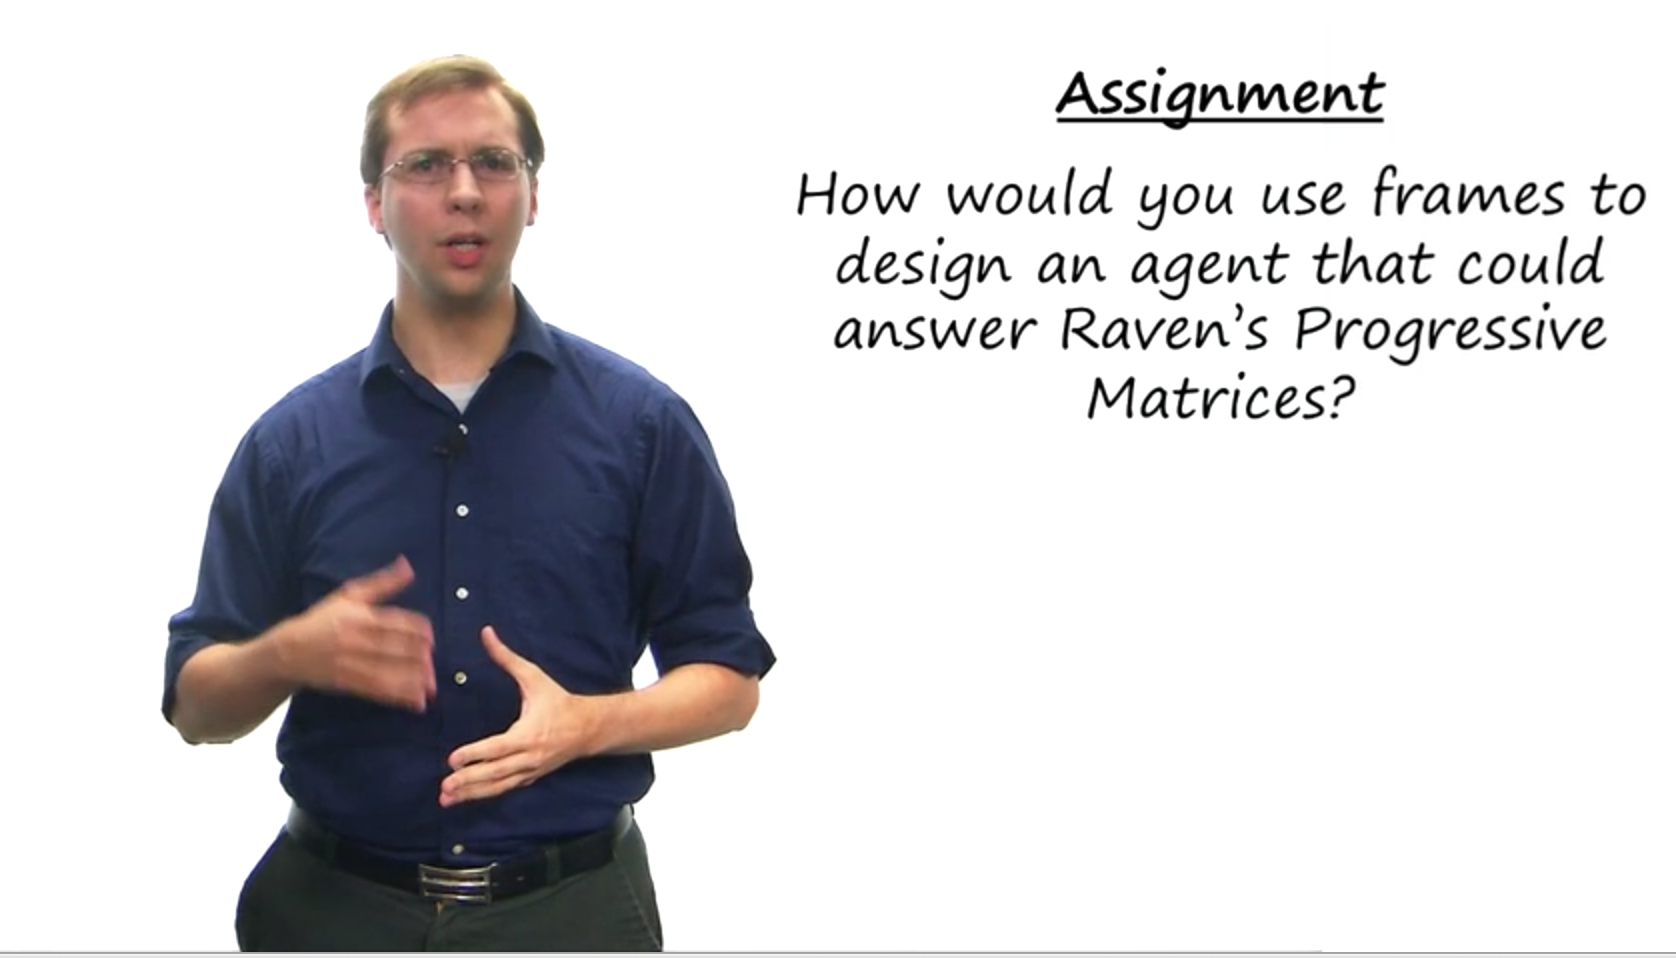 Assignment
How would you use frames to
design an agent that could
answer Raven's Progressive
Matrices?